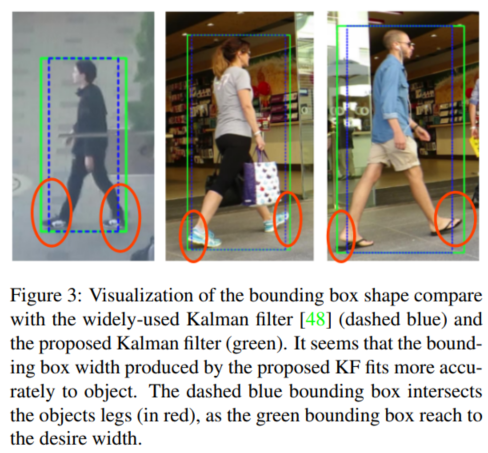 Figure 3: Visualization of the bounding box shape compare
with the widely-used Kalman filter [48] (dashed blue) and
the proposed Kalman filter (green). It seems that the bound-
ing box width produced by the proposed KF fits more accu-
rately to object. The dashed blue bounding box intersects
the objects legs (in red), as the green bounding box reach to
the desire width.